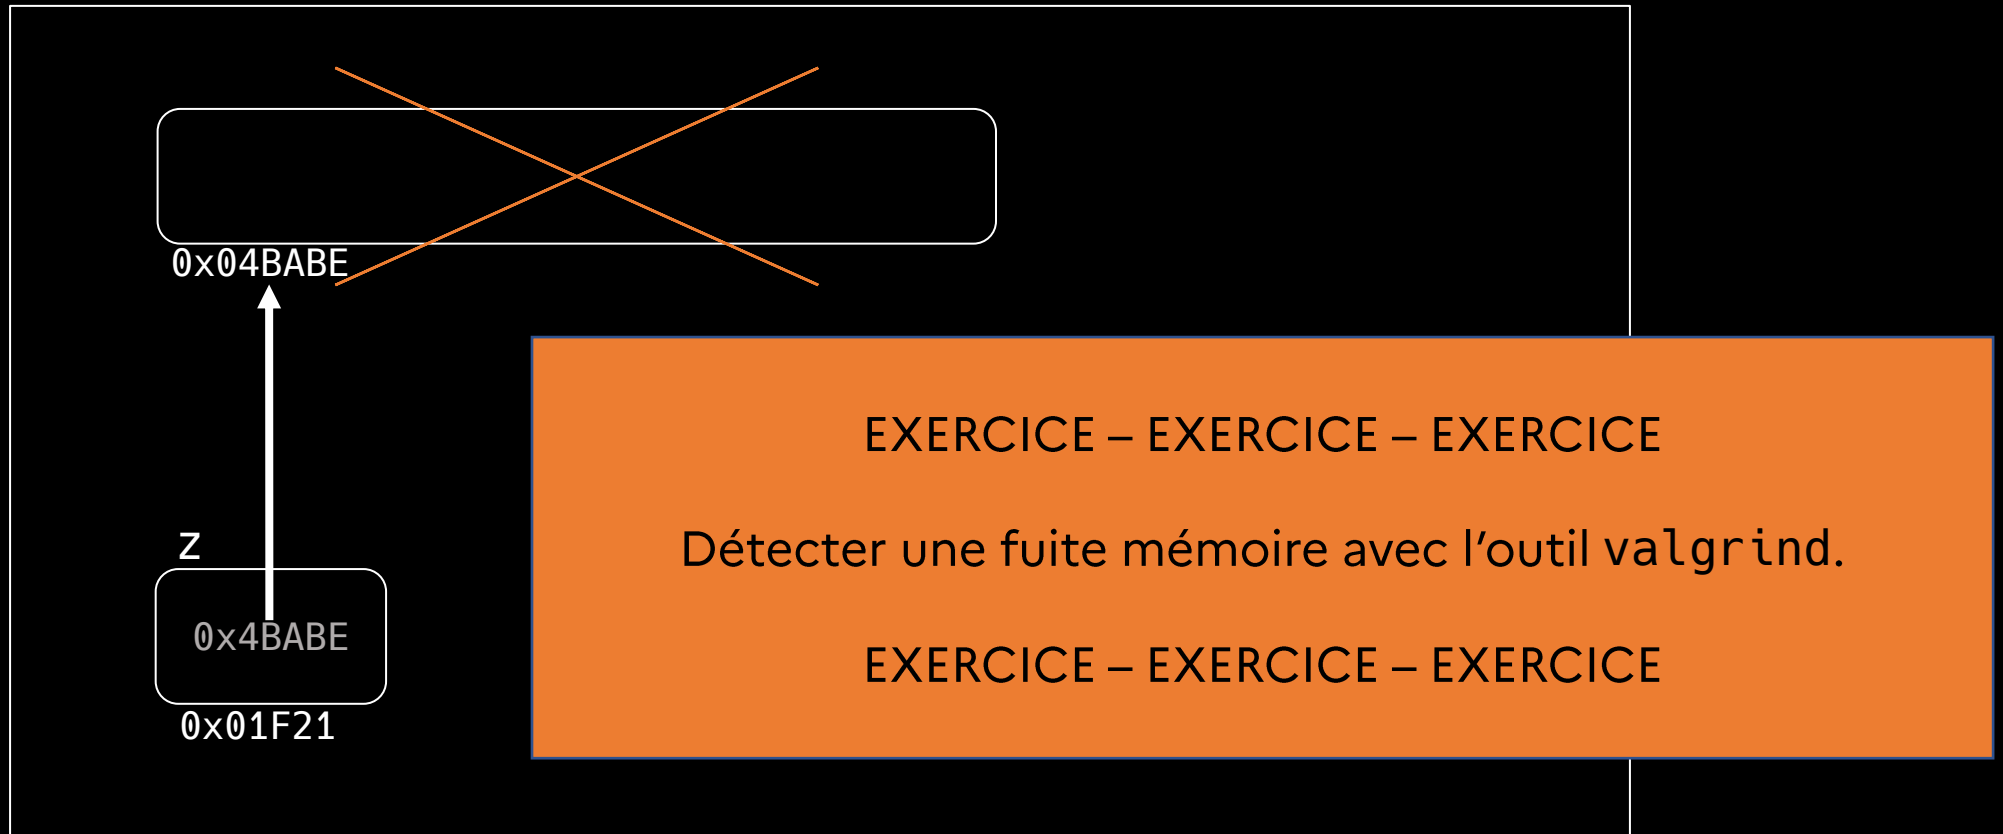 0x04BABE
Z
0x4BABE
0x01F21
EXERCICE – EXERCICE – EXERCICE
Détecter une fuite mémoire avec l’outil valgrind.
EXERCICE – EXERCICE – EXERCICE